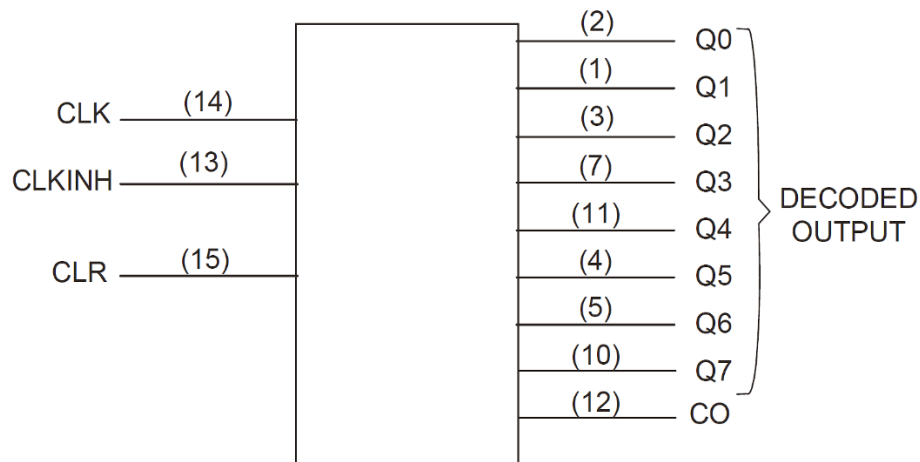 (2) Q0
(1) Q1
CLK (14)
(3) Q2
CLKINH (13)
(7) Q3
DECODED
OUTPUT
(11) Q4
CLR (15)
(4) Q5
(5) Q6
(10) Q7
(12) CO